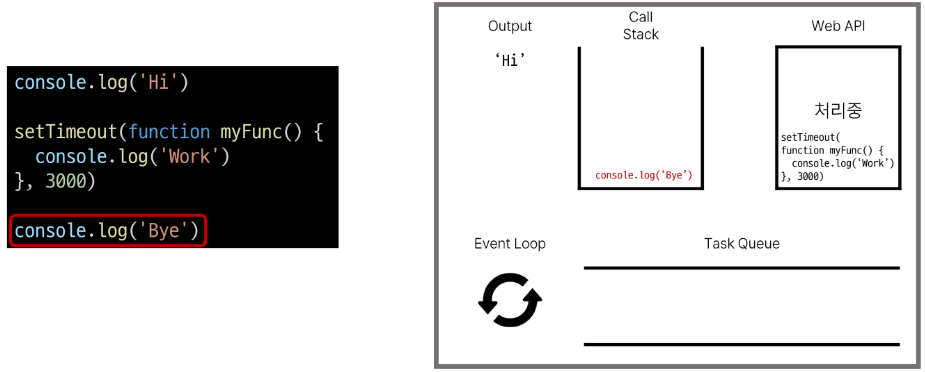 console.log('Hi')
setTimeout(function myFunc() {
  console.log('Work')
}, 3000)
console.log('Bye')
Output
Call
Stack
Web API
‘Hi’
console.log(‘Bye’)
처리중
setTimeout(
function myFunc() {
  console.log(‘Work’)
}, 3000)
Event Loop
Task Queue